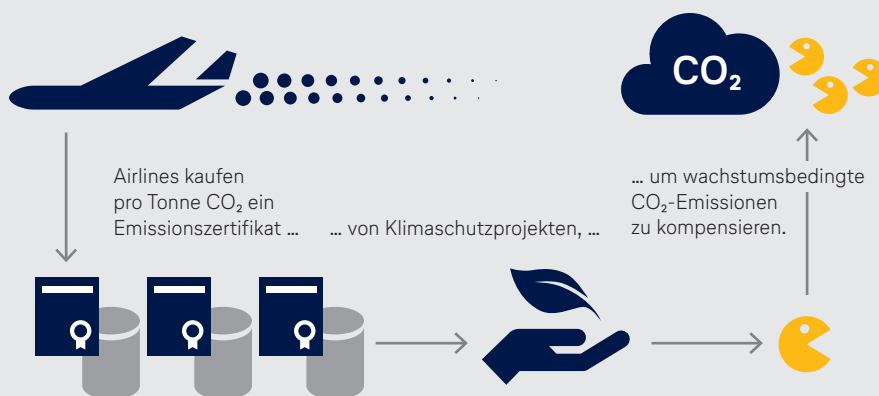 CO₂
Airlines kaufen
pro Tonne CO₂ ein
Emissionszertifikat ...
... von Klimaschutzprojekten, ...
... um wachstumsbedingte
CO₂-Emissionen
zu kompensieren.